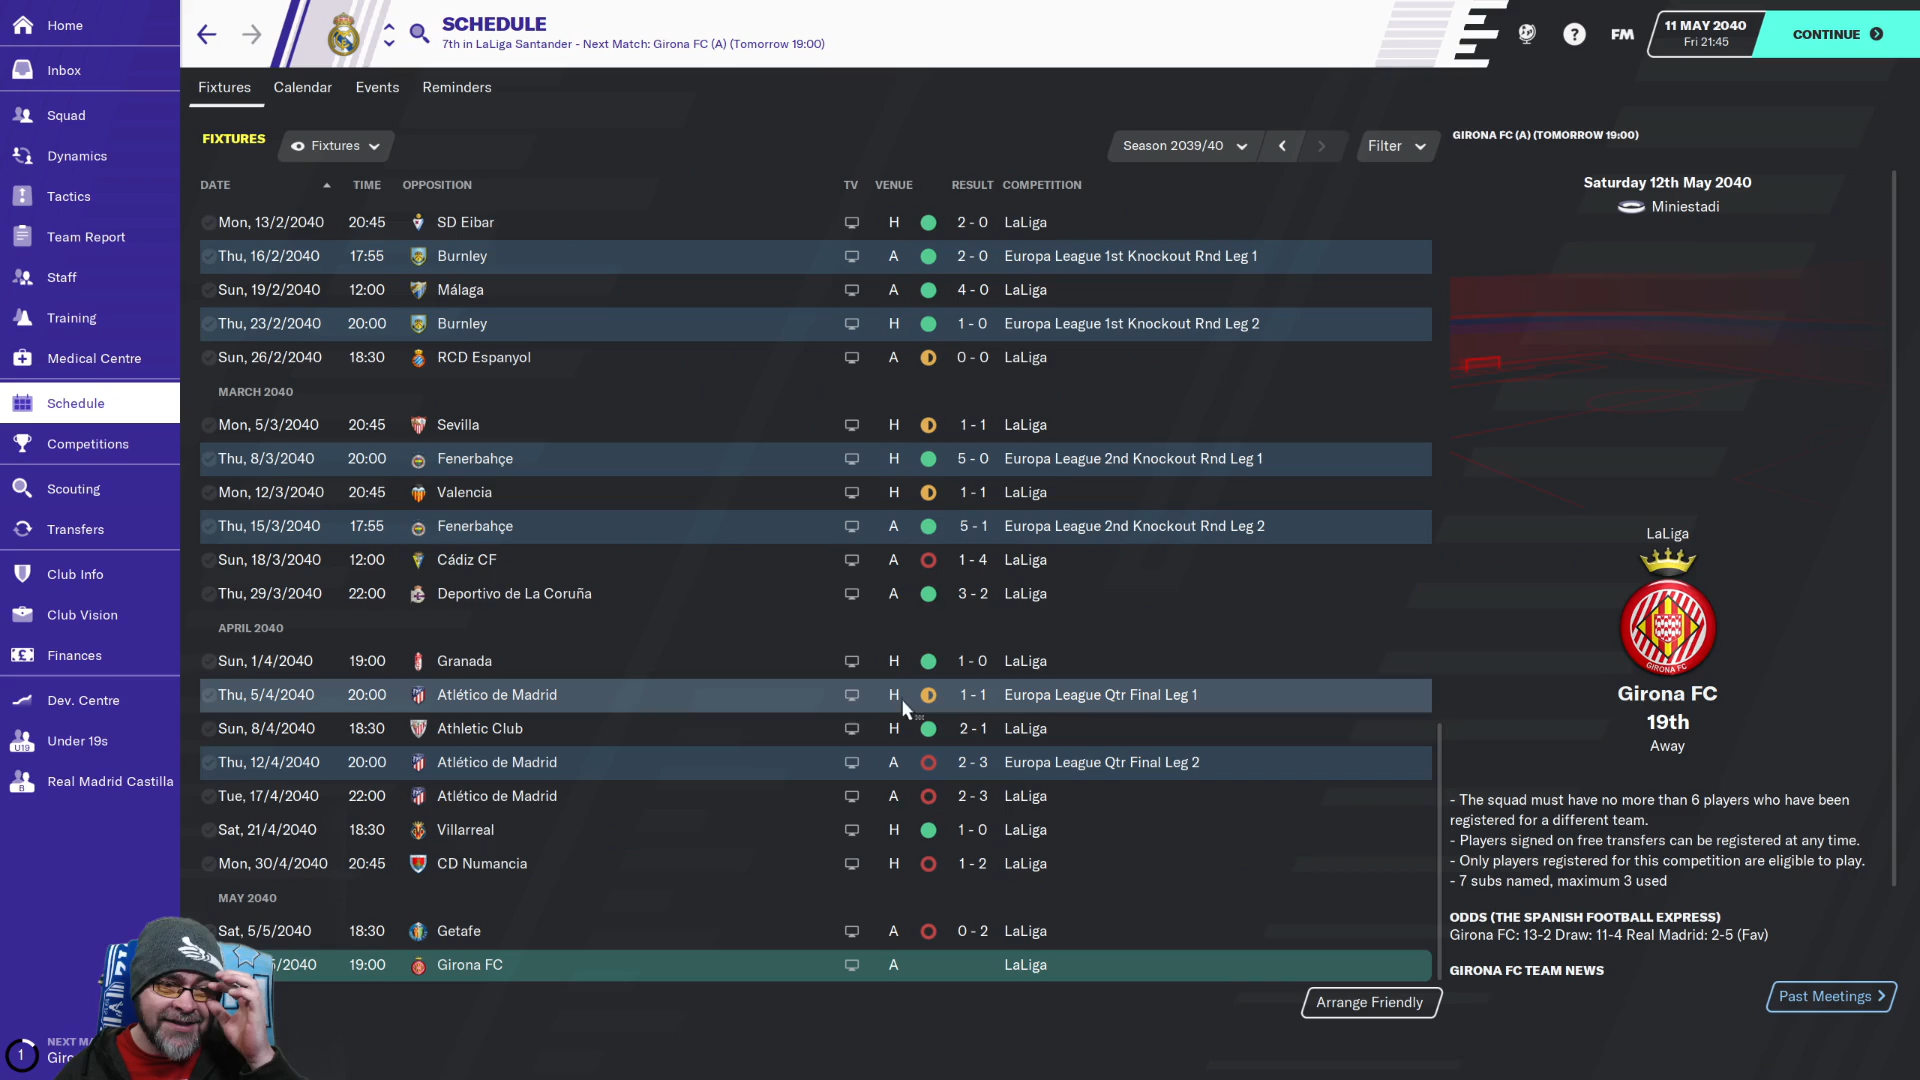 Home
Inbox
Squad
Dynamics
Tactics
Team Report
Staff
Training
Medical Centre
Schedule
Competitions
Scouting
Transfers
Club Info
Club Vision
Finances
Dev. Centre
U19 Under 19s
B Real Madrid Castilla
1 NEXT MA
Giro
SCHEDULE
7th in LaLiga Santander - Next Match: Girona FC (A) (Tomorrow 19:00)
? FM
11 MAY 2040
Fri 21:45
CONTINUE
Fixtures Calendar Events Reminders
FIXTURES Fixtures Season 2039/40 Filter
DATE TIME OPPOSITION TV VENUE RESULT COMPETITION
Mon, 13/2/2040 20:45 SD Eibar H 2 - 0 LaLiga
Thu, 16/2/2040 17:55 Burnley A 2 - 0 Europa League 1st Knockout Rnd Leg 1
Sun, 19/2/2040 12:00 Málaga A 4 - 0 LaLiga
Thu, 23/2/2040 20:00 Burnley H 1 - 0 Europa League 1st Knockout Rnd Leg 2
Sun, 26/2/2040 18:30 RCD Espanyol A 0 - 0 LaLiga
MARCH 2040
Mon, 5/3/2040 20:45 Sevilla H 1 - 1 LaLiga
Thu, 8/3/2040 20:00 Fenerbahçe H 5 - 0 Europa League 2nd Knockout Rnd Leg 1
Mon, 12/3/2040 20:45 Valencia H 1 - 1 LaLiga
Thu, 15/3/2040 17:55 Fenerbahçe A 5 - 1 Europa League 2nd Knockout Rnd Leg 2
Sun, 18/3/2040 12:00 Cádiz CF A 1 - 4 LaLiga
Thu, 29/3/2040 22:00 Deportivo de La Coruña A 3 - 2 LaLiga
APRIL 2040
Sun, 1/4/2040 19:00 Granada H 1 - 0 LaLiga
Thu, 5/4/2040 20:00 Atlético de Madrid H 1 - 1 Europa League Qtr Final Leg 1
Sun, 8/4/2040 18:30 Athletic Club H 2 - 1 LaLiga
Thu, 12/4/2040 20:00 Atlético de Madrid A 2 - 3 Europa League Qtr Final Leg 2
Tue, 17/4/2040 22:00 Atlético de Madrid A 2 - 3 LaLiga
Sat, 21/4/2040 18:30 Villarreal H 1 - 0 LaLiga
Mon, 30/4/2040 20:45 CD Numancia H 1 - 2 LaLiga
MAY 2040
Sat, 5/5/2040 18:30 Getafe A 0 - 2 LaLiga
5/2040 19:00 Girona FC A LaLiga
Arrange Friendly
GIRONA FC (A) (TOMORROW 19:00)
Saturday 12th May 2040
Miniestadi
LaLiga
GIRONA FC
Girona FC
19th
Away
- The squad must have no more than 6 players who have been
registered for a different team.
- Players signed on free transfers can be registered at any time.
- Only players registered for this competition are eligible to play.
- 7 subs named, maximum 3 used
ODDS (THE SPANISH FOOTBALL EXPRESS)
Girona FC: 13-2 Draw: 11-4 Real Madrid: 2-5 (Fav)
GIRONA FC TEAM NEWS
Past Meetings